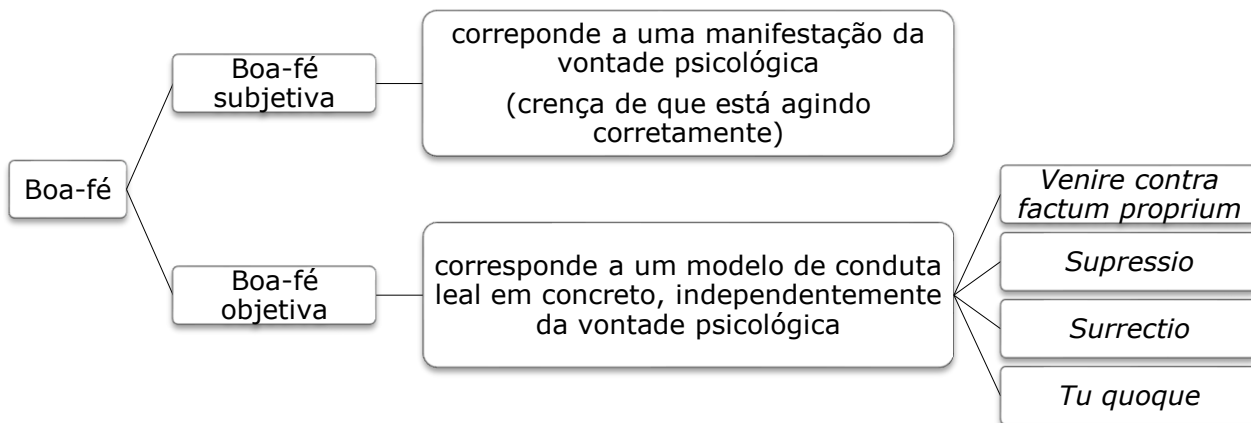 Boa-fé
Boa-fé
subjetiva
correponde a uma manifestação da
vontade psicológica
(crença de que está agindo
corretamente)
Boa-fé
objetiva
corresponde a um modelo de conduta
leal em concreto, independentemente
da vontade psicológica
Venire contra
factum proprium
Supressio
Surrectio
Tu quoque